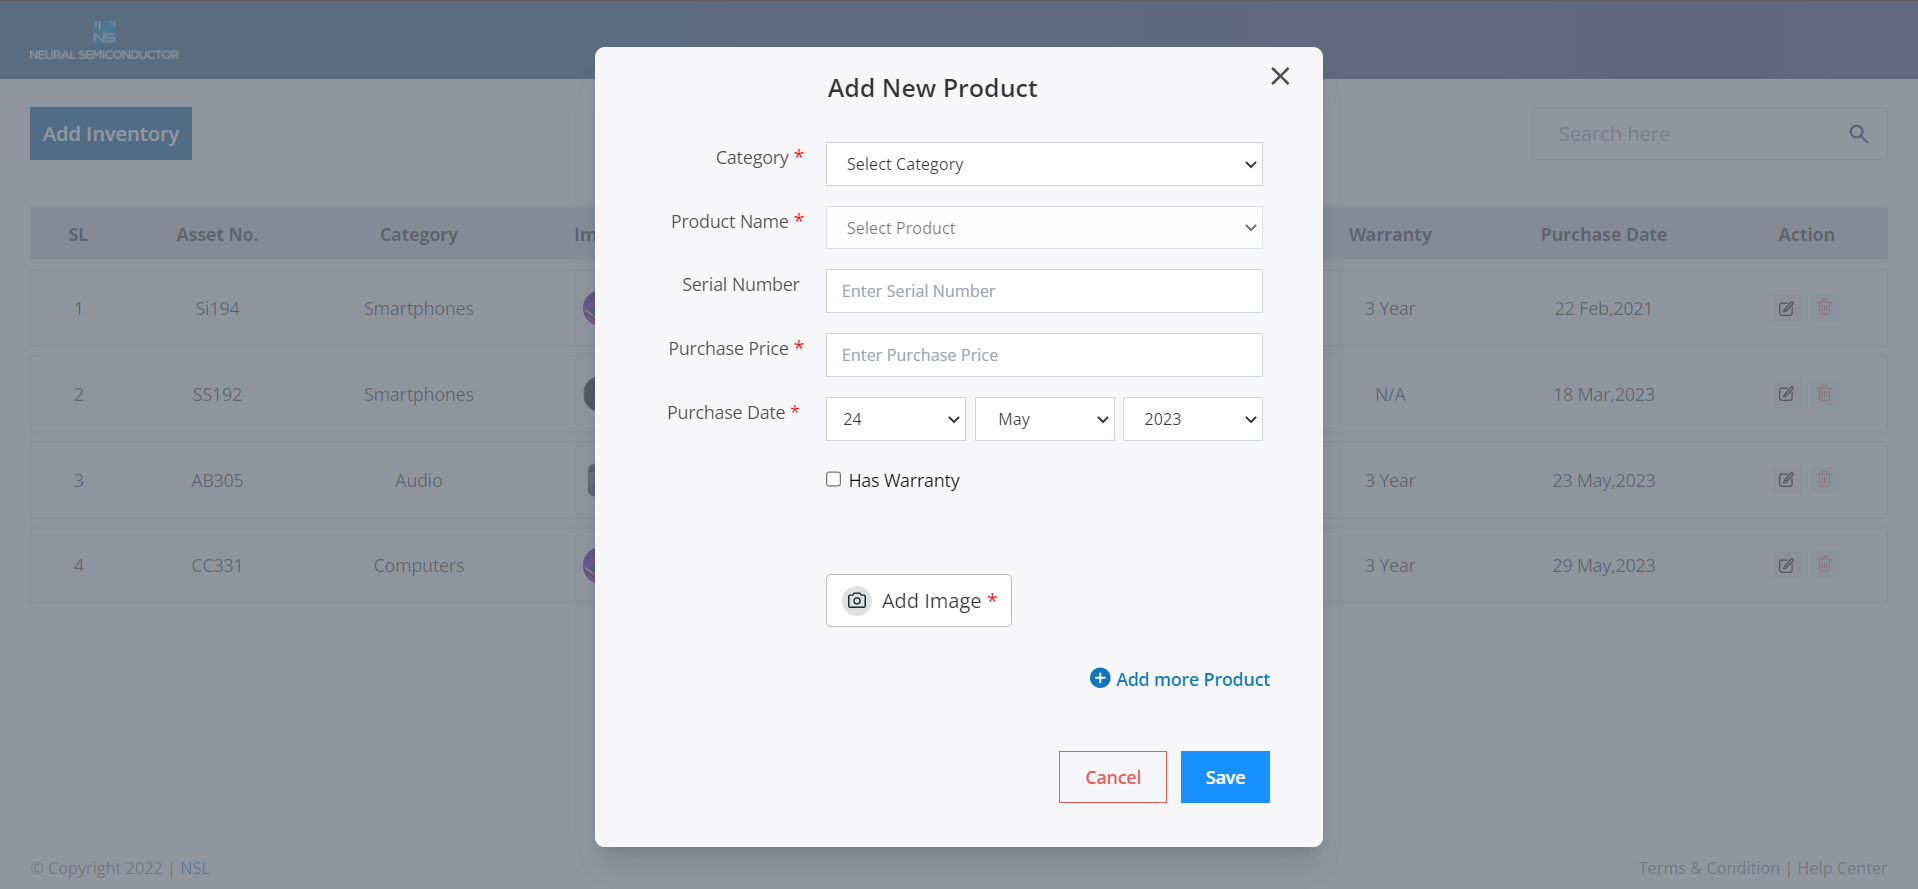 NS
NEURAL SEMICONDUCTOR
Add Inventory
Search here
SL Asset No. Category Im Warranty Purchase Date Action
1 Si194 Smartphones 3 Year 22 Feb,2021
2 SS192 Smartphones N/A 18 Mar,2023
3 AB305 Audio 3 Year 23 May,2023
4 CC331 Computers 3 Year 29 May,2023
Add New Product
Category * Select Category
Product Name * Select Product
Serial Number Enter Serial Number
Purchase Price * Enter Purchase Price
Purchase Date * 24 May 2023
Has Warranty
Add Image *
Add more Product
Cancel Save
© Copyright 2022 | NSL Terms & Condition | Help Center